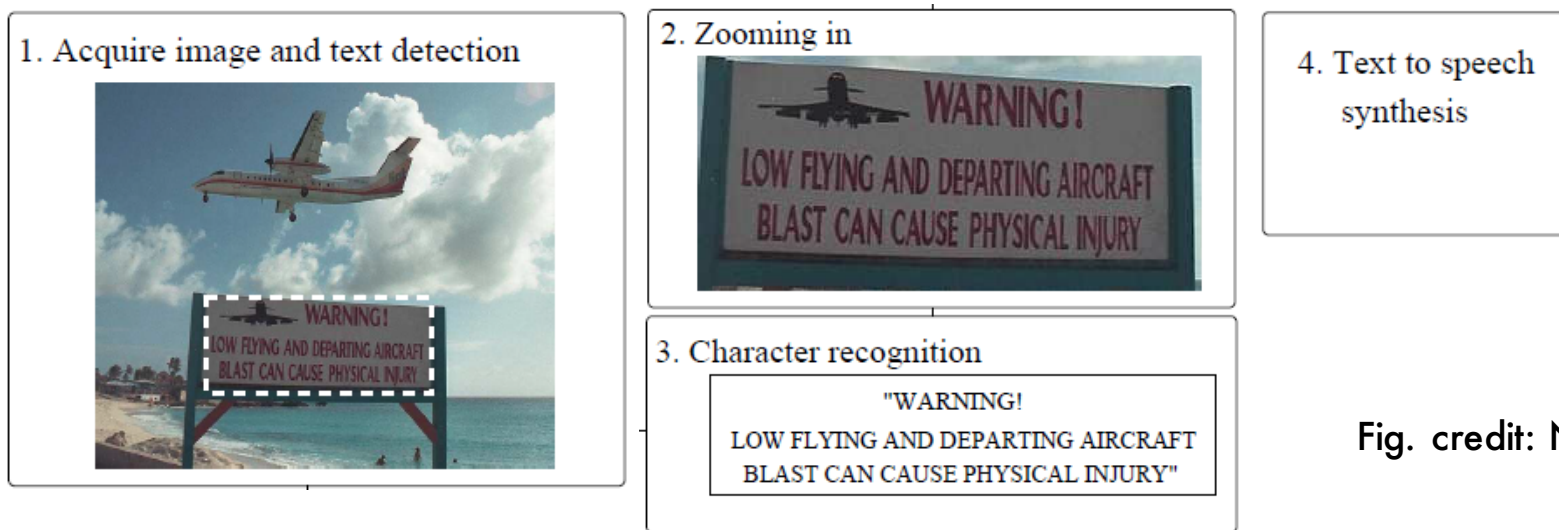 1. Acquire image and text detection
WARNING!
LOW FLYING AND DEPARTING AIRCRAFT
BLAST CAN CAUSE PHYSICAL INJURY
2. Zooming in
WARNING!
LOW FLYING AND DEPARTING AIRCRAFT
BLAST CAN CAUSE PHYSICAL INJURY
3. Character recognition
"WARNING!
LOW FLYING AND DEPARTING AIRCRAFT
BLAST CAN CAUSE PHYSICAL INJURY"
4. Text to speech
synthesis
Fig. credit: